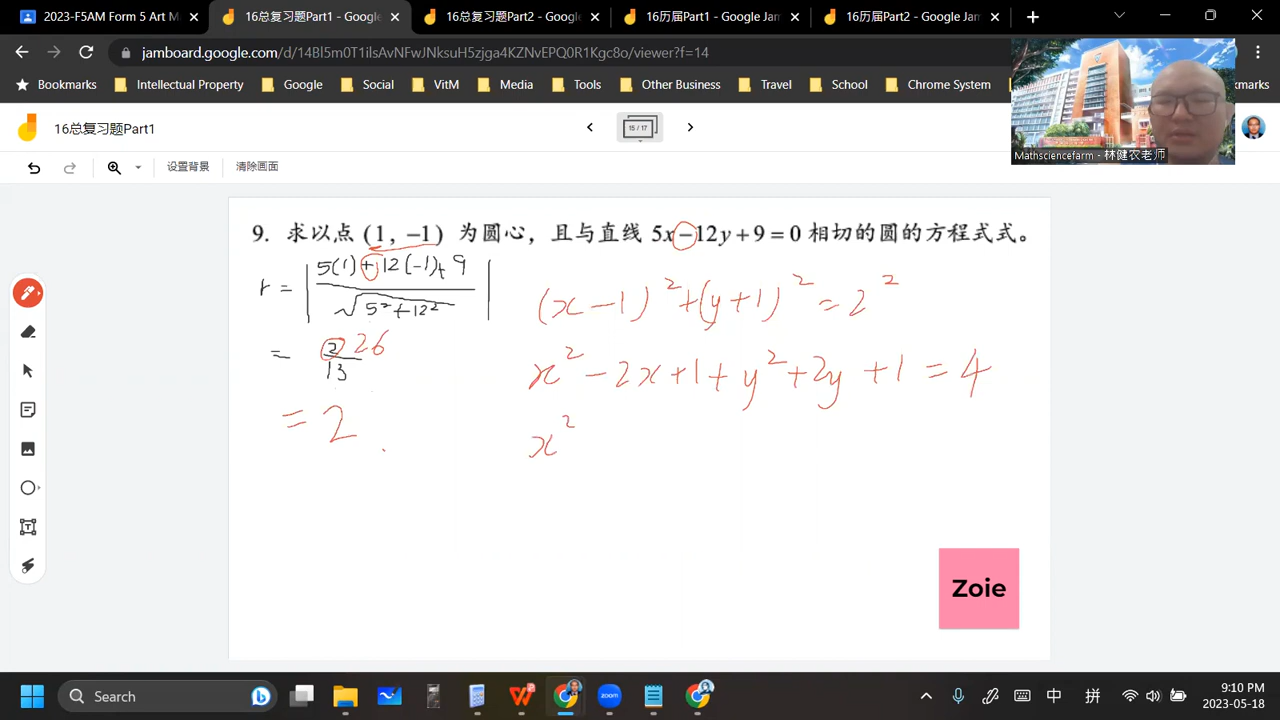 2023-F5AM Form 5 Art M
16总复习题Part1 - Google Jam
16总复习题Part2 - Google Jam
16历届Part1 - Google Jamboard
16历届Part2 - Google Jamboard
Bookmarks
Intellectual Property
Google
Social
VitM
Media
Tools
Other Business
Travel
School
Chrome System
16总复习题Part1
15 / 17
设置背景
清除画面
Mathsciencefarm - 林健农老师
9. 求以点 (1, −1) 为圆心，且与直线 5x−12y+9=0 相切的圆的方程式式。
r = | 5(1) + 12(-1) + 9 / √ 5² + 12² |
= 26 / 13
= 2
(x - 1)² + (y + 1)² = 2²
x² - 2x + 1 + y² + 2y + 1 = 4
x²
Zoie
Search
中
拼
9:10 PM
2023-05-18